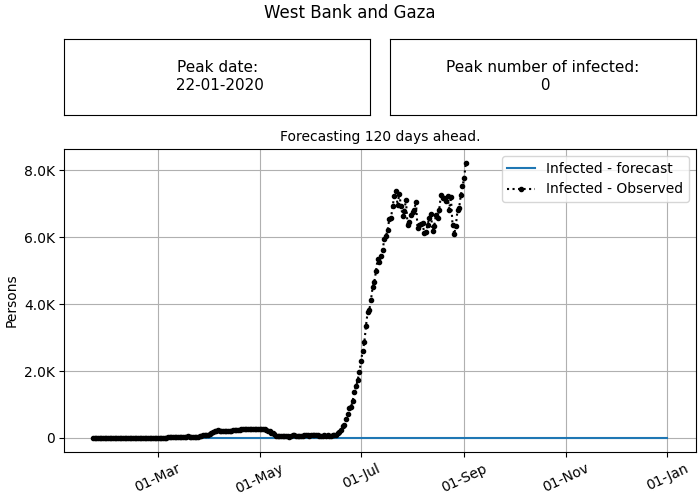 West Bank and Gaza
Peak date:
22-01-2020
Peak number of infected:
0
Forecasting 120 days ahead.
Infected - forecast
Infected - Observed
8.0K
6.0K
4.0K
2.0K
0
Persons
01-Mar
01-May
01-Jul
01-Sep
01-Nov
01-Jan